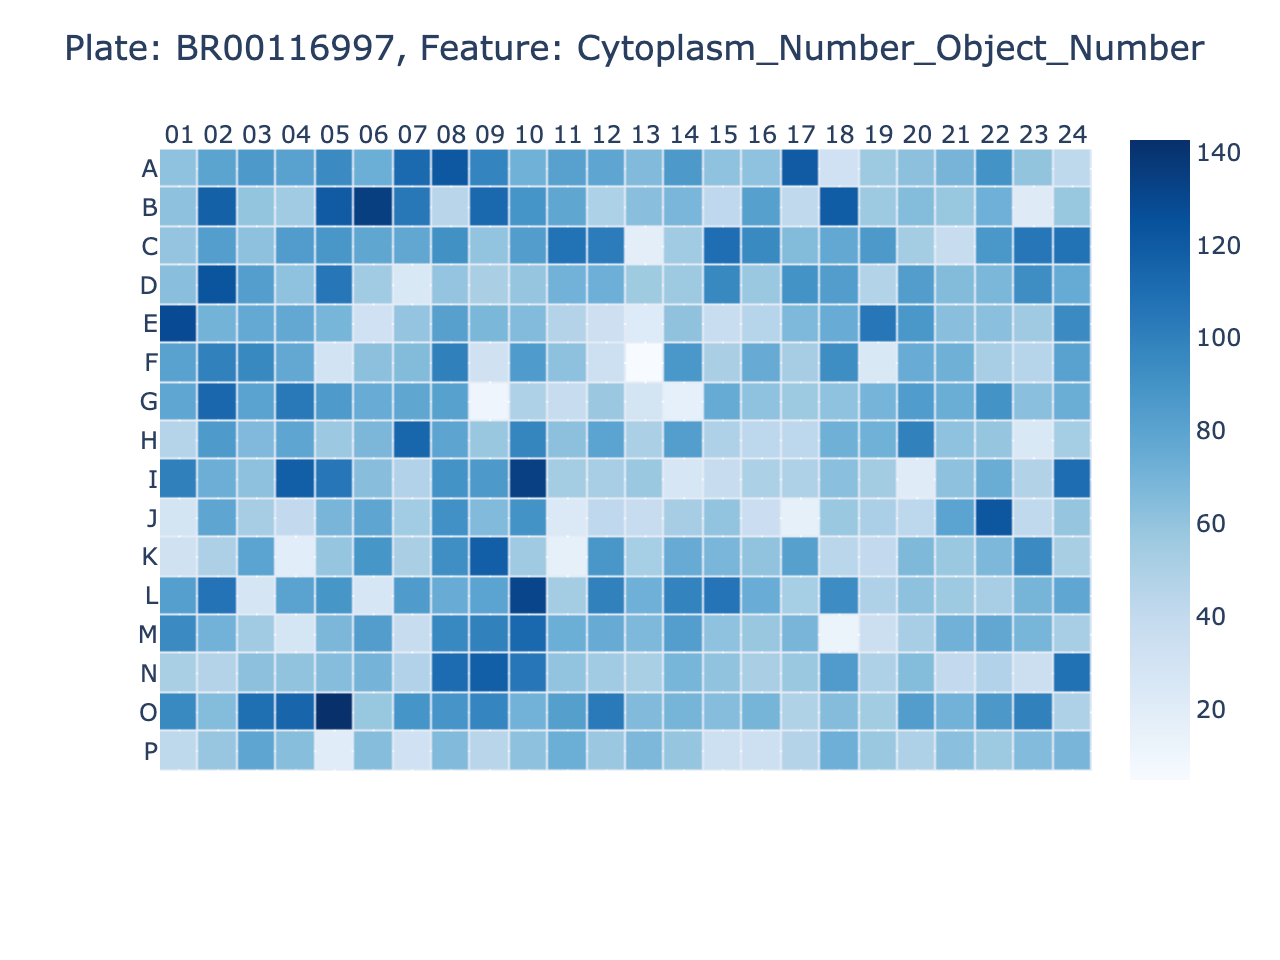 Plate: BR00116997, Feature: Cytoplasm_Number_Object_Number
01 02 03 04 05 06 07 08 09 10 11 12 13 14 15 16 17 18 19 20 21 22 23 24
A
B
C
D
E
F
G
H
I
J
K
L
M
N
O
P
140
120
100
80
60
40
20